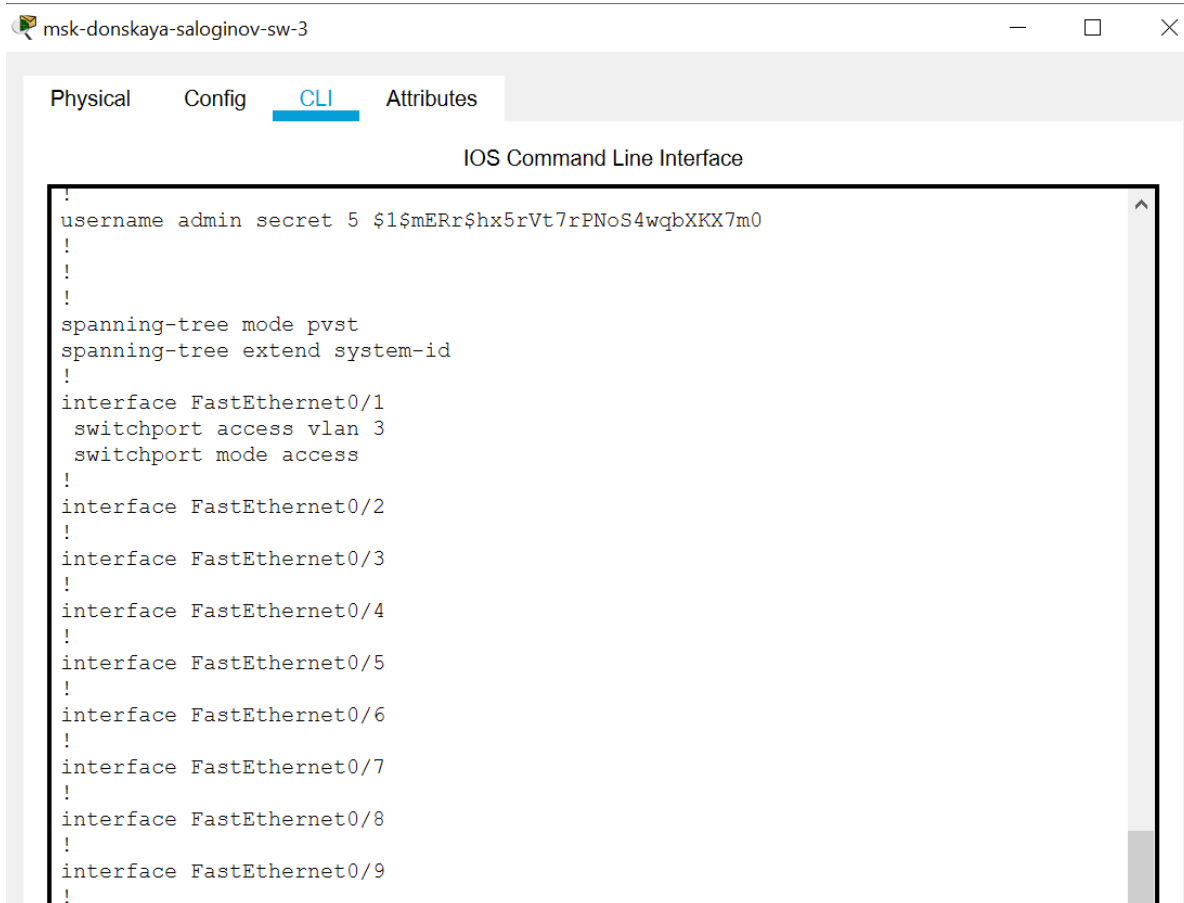 msk-donskaya-saloginov-sw-3
Physical Config CLI Attributes
IOS Command Line Interface
!
username admin secret 5 $1$mERr$hx5rVt7rPNoS4wqbXKX7m0
!
!
!
spanning-tree mode pvst
spanning-tree extend system-id
!
interface FastEthernet0/1
 switchport access vlan 3
 switchport mode access
!
interface FastEthernet0/2
!
interface FastEthernet0/3
!
interface FastEthernet0/4
!
interface FastEthernet0/5
!
interface FastEthernet0/6
!
interface FastEthernet0/7
!
interface FastEthernet0/8
!
interface FastEthernet0/9
!